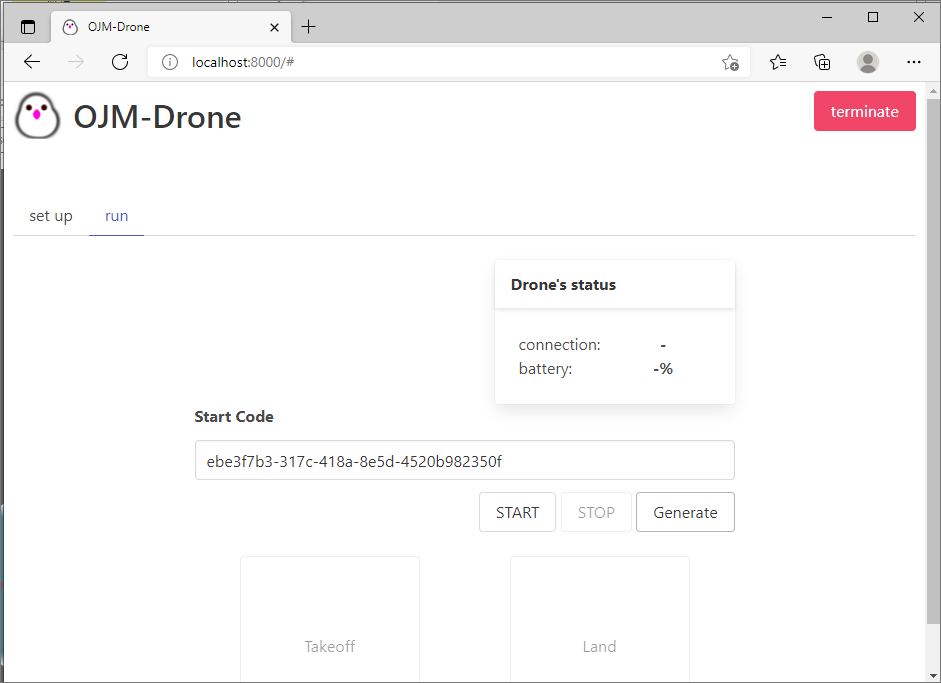 OJM-Drone
localhost:8000/#
OJM-Drone
terminate
set up
run
Drone's status
connection: -
battery: -%
Start Code
ebe3f7b3-317c-418a-8e5d-4520b982350f
START
STOP
Generate
Takeoff
Land